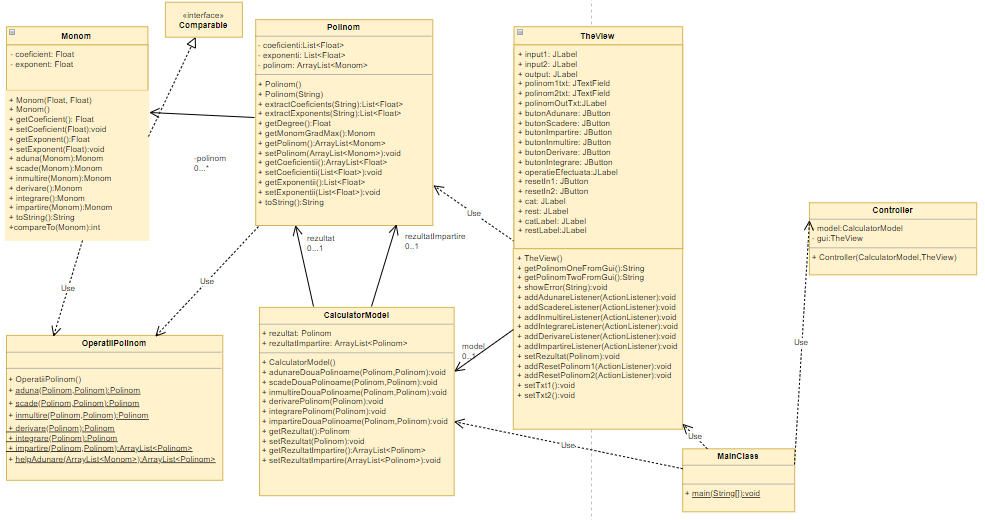 «interface»
Comparable
Monom
- coeficient: Float
- exponent: Float
+ Monom(Float, Float)
+ Monom()
+ getCoeficient(): Float
+ setCoeficient(Float):void
+ getExponent():Float
+ setExponent(Float):void
+ aduna(Monom):Monom
+ scade(Monom):Monom
+ inmultire(Monom):Monom
+ derivare():Monom
+ integrare():Monom
+ impartire(Monom):Monom
+ toString():String
+compareTo(Monom):int
Polinom
- coeficienti:List<Float>
- exponenti: List<Float>
- polinom: ArrayList<Monom>
+ Polinom()
+ Polinom(String)
+ extractCoeficients(String):List<Float>
+ extractExponents(String):List<Float>
+ getDegree():Float
+ getMonomGradMax():Monom
+ getPolinom():ArrayList<Monom>
+ setPolinom(ArrayList<Monom>):void
+ getCoeficientii():ArrayList<Float>
+ setCoeficientii(List<Float>):void
+ getExponentii():List<Float>
+ setExponentii(List<Float>):void
+ toString():String
-polinom
0...*
TheView
+ input1: JLabel
+ input2: JLabel
+ output: JLabel
+ polinom1txt: JTextField
+ polinom2txt: JTextField
+ polinomOutTxt:JLabel
+ butonAdunare: JButton
+ butonScadere: JButton
+ butonImpartire: JButton
+ butonInmultire: JButton
+ butonDerivare: JButton
+ butonIntegrare: JButton
+ operatieEfectuata:JLabel
+ resetIn1: JButton
+ resetIn2: JButton
+ cat: JLabel
+ rest: JLabel
+ catLabel: JLabel
+ restLabel:JLabel
+ TheView()
+ getPolinomOneFromGui():String
+ getPolinomTwoFromGui():String
+ showError(String):void
+ addAdunareListener(ActionListener):void
+ addScadereListener(ActionListener):void
+ addInmultireListener(ActionListener):void
+ addIntegrareListener(ActionListener):void
+ addDerivareListener(ActionListener):void
+ addImpartireListener(ActionListener):void
+ setRezultat(Polinom):void
+ addResetPolinom1(ActionListener):void
+ addResetPolinom2(ActionListener):void
+ setTxt1():void
+ setTxt2():void
Controller
- model:CalculatorModel
- gui:TheView
+ Controller(CalculatorModel,TheView)
Use
rezultat
0...1
rezultatImpartire
0..1
Use
Use
OperatiiPolinom
+ OperatiiPolinom()
+ aduna(Polinom,Polinom):Polinom
+ scade(Polinom,Polinom):Polinom
+ inmultire(Polinom,Polinom):Polinom
+ derivare(Polinom):Polinom
+ integrare(Polinom):Polinom
+ impartire(Polinom,Polinom):ArrayList<Polinom>
+ helpAdunare(ArrayList<Monom>):ArrayList<Polinom>
CalculatorModel
+ rezultat: Polinom
+ rezultatImpartire: ArrayList<Polinom>
+ CalculatorModel()
+ adunareDouaPolinoame(Polinom,Polinom):void
+ scadeDouaPolinoame(Polinom,Polinom):void
+ inmultireDouaPolinoame(Polinom,Polinom):void
+ derivarePolinom(Polinom):void
+ integrarePolinom(Polinom):void
+ impartireDouaPolinoame(Polinom,Polinom):void
+ getRezultat():Polinom
+ setRezultat(Polinom):void
+ getRezultatImpartire():ArrayList<Polinom>
+ setRezultatImpartire(ArrayList<Polinom>):void
model
0..1
Use
Use
Use
MainClass
+ main(String[]):void